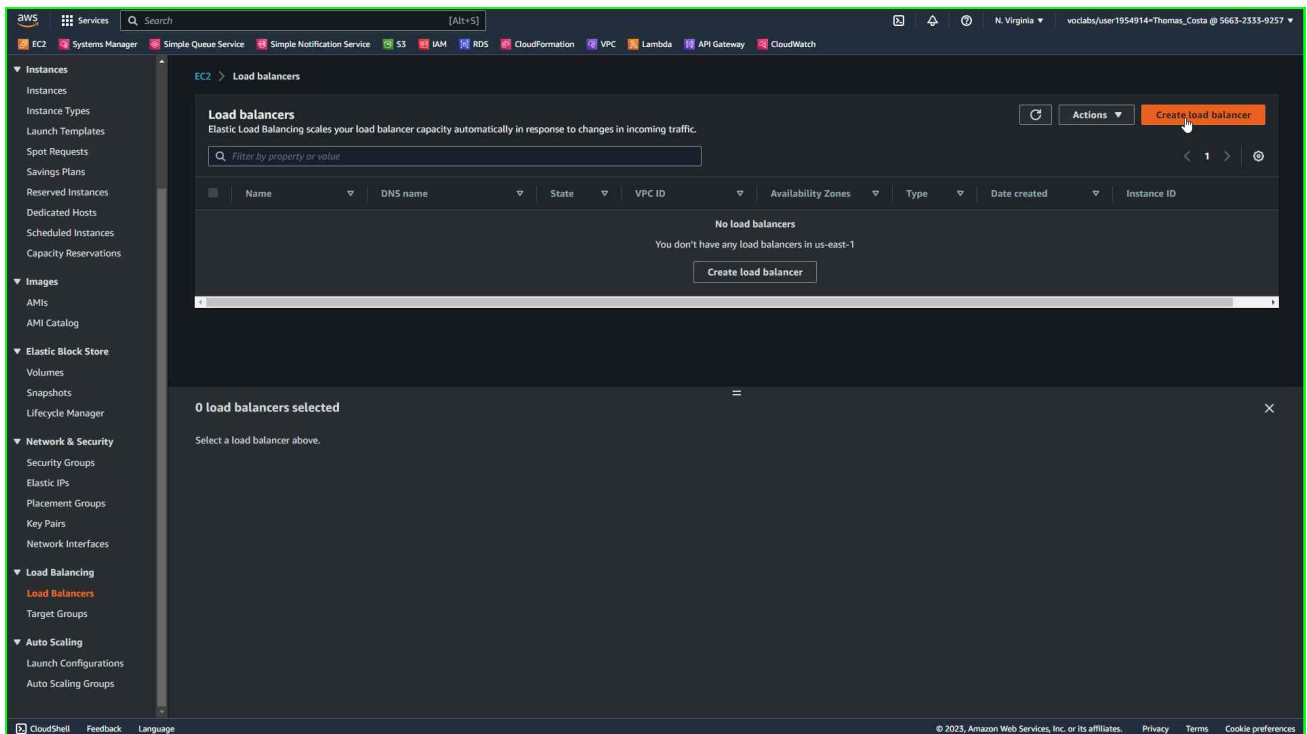 aws Services Search [Alt+S] N. Virginia ▼ voclabs/user1954914=Thomas_Costa @ 5663-2333-9257 ▼
EC2 Systems Manager Simple Queue Service Simple Notification Service S3 IAM RDS CloudFormation VPC Lambda API Gateway CloudWatch
▼ Instances
Instances
Instance Types
Launch Templates
Spot Requests
Savings Plans
Reserved Instances
Dedicated Hosts
Scheduled Instances
Capacity Reservations
▼ Images
AMIs
AMI Catalog
▼ Elastic Block Store
Volumes
Snapshots
Lifecycle Manager
▼ Network & Security
Security Groups
Elastic IPs
Placement Groups
Key Pairs
Network Interfaces
▼ Load Balancing
Load Balancers
Target Groups
▼ Auto Scaling
Launch Configurations
Auto Scaling Groups
EC2 > Load balancers
Load balancers
Elastic Load Balancing scales your load balancer capacity automatically in response to changes in incoming traffic.
Actions ▼ Create load balancer
Filter by property or value
< 1 >
Name DNS name State VPC ID Availability Zones Type Date created Instance ID
No load balancers
You don't have any load balancers in us-east-1
Create load balancer
0 load balancers selected
Select a load balancer above.
CloudShell Feedback Language © 2023, Amazon Web Services, Inc. or its affiliates. Privacy Terms Cookie preferences